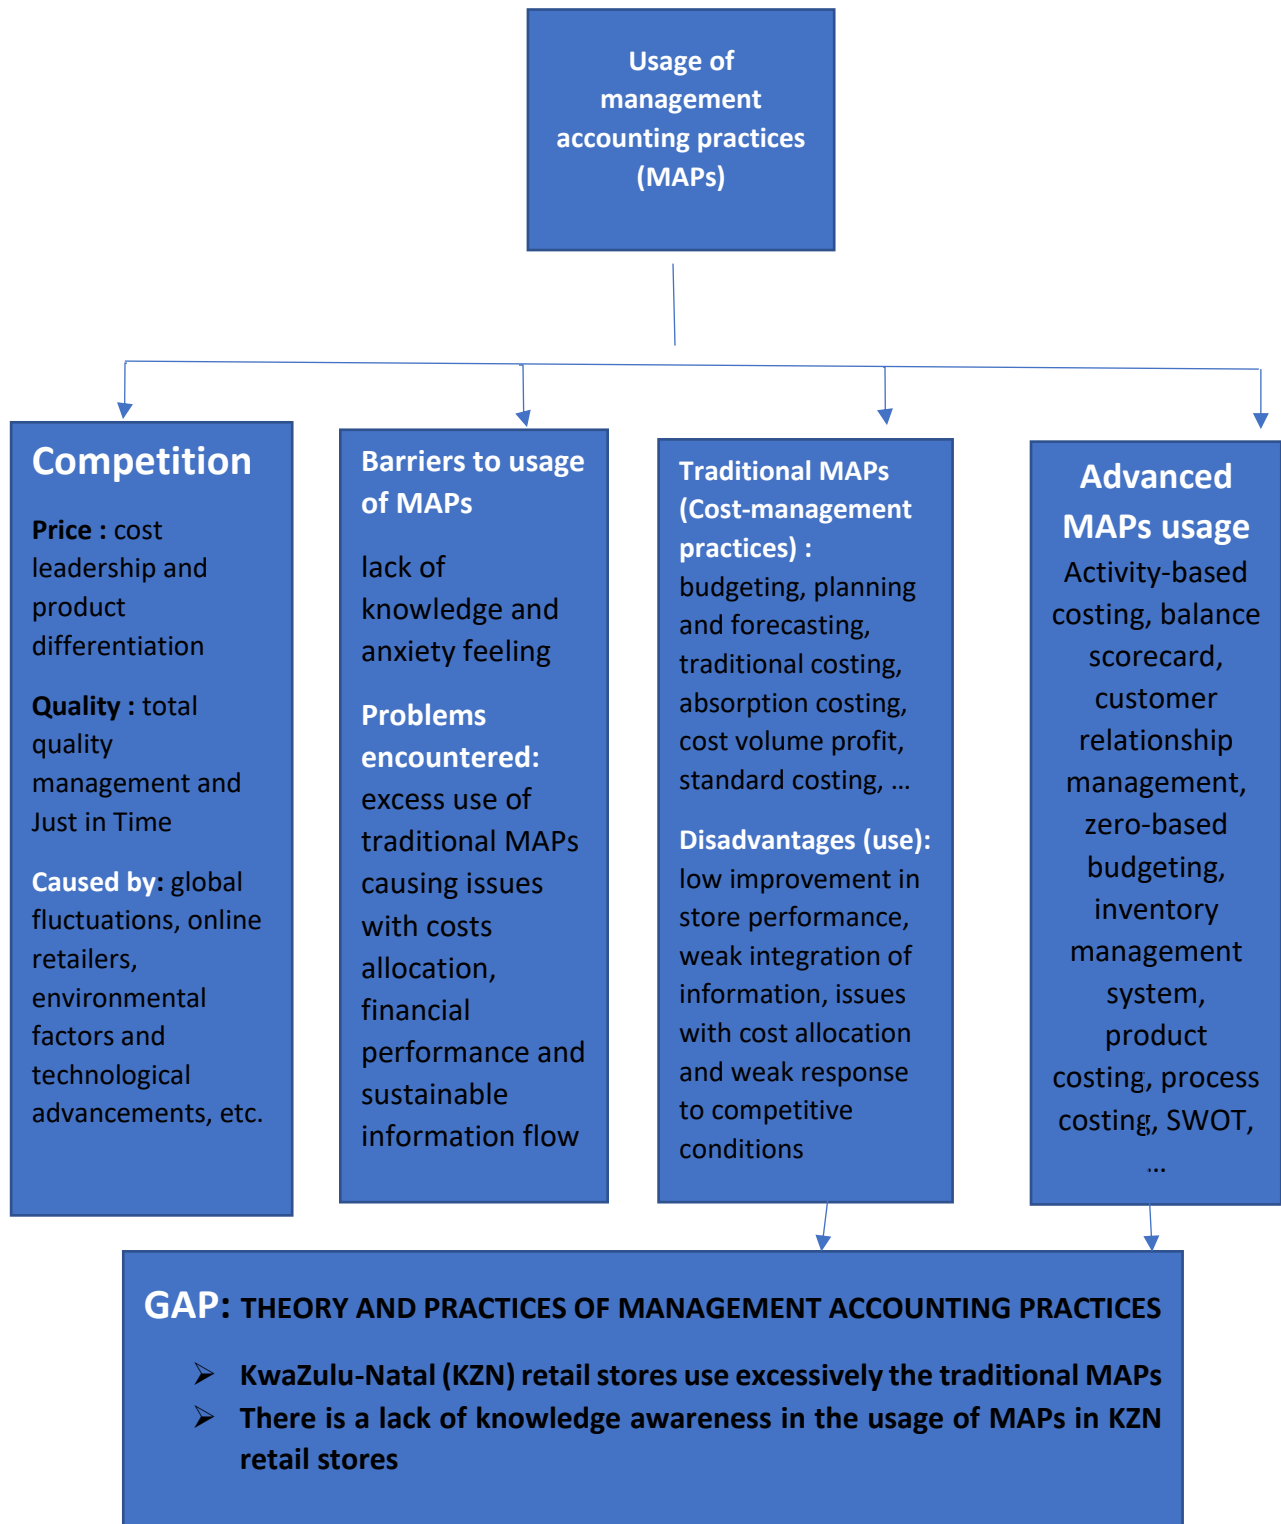 Usage of
management
accounting practices
(MAPs)
Competition
Price : cost
leadership and
product
differentiation
Quality : total
quality
management and
Just in Time
Caused by: global
fluctuations, online
retailers,
environmental
factors and
technological
advancements, etc.
Barriers to usage
of MAPs
lack of
knowledge and
anxiety feeling
Problems
encountered:
excess use of
traditional MAPs
causing issues
with costs
allocation,
financial
performance and
sustainable
information flow
Traditional MAPs
(Cost-management
practices) :
budgeting, planning
and forecasting,
traditional costing,
absorption costing,
cost volume profit,
standard costing, ...
Disadvantages (use):
low improvement in
store performance,
weak integration of
information, issues
with cost allocation
and weak response
to competitive
conditions
Advanced
MAPs usage
Activity-based
costing, balance
scorecard,
customer
relationship
management,
zero-based
budgeting,
inventory
management
system,
product
costing, process
costing, SWOT,
...
GAP: THEORY AND PRACTICES OF MANAGEMENT ACCOUNTING PRACTICES
➢ KwaZulu-Natal (KZN) retail stores use excessively the traditional MAPs
➢ There is a lack of knowledge awareness in the usage of MAPs in KZN
retail stores